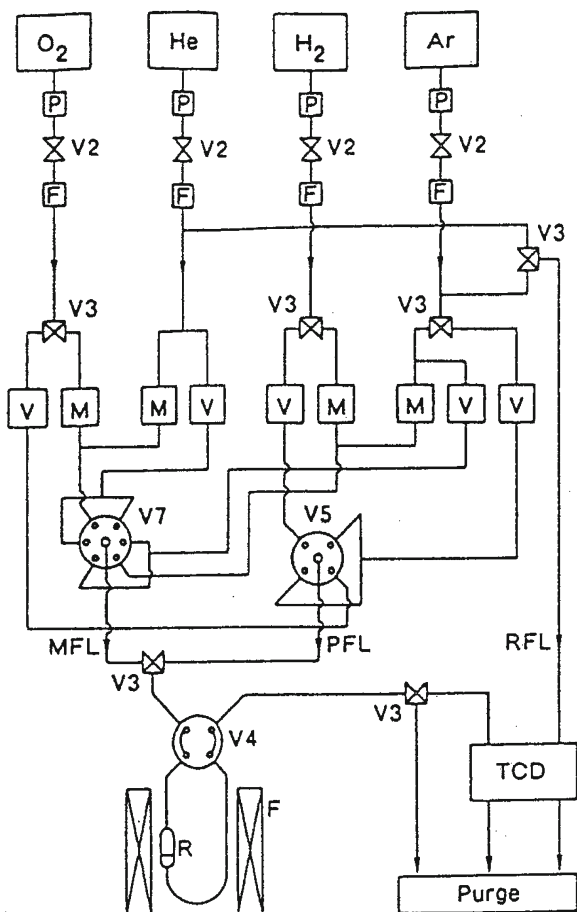 O2 He H2 Ar
P P P P
V2 V2 V2 V2
F F F F
V3
V3 V3 V3
V M M V V M M V V
V7 V5
MFL PFL RFL
V3 V3
V4
TCD
F
R
Purge